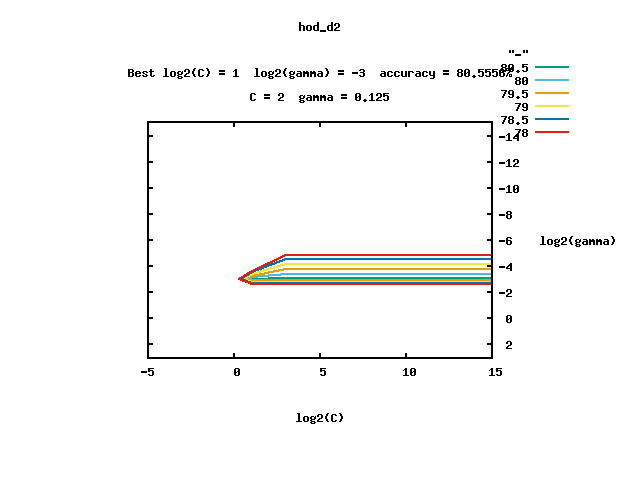 hod_d2
"-"
Best log2(C) = 1 log2(gamma) = -3 accuracy = 80.5556%
80.5
80
C = 2 gamma = 0.125
79.5
79
78.5
78
-14
-12
-10
-8
-6
log2(gamma)
-4
-2
0
2
-5 0 5 10 15
log2(C)